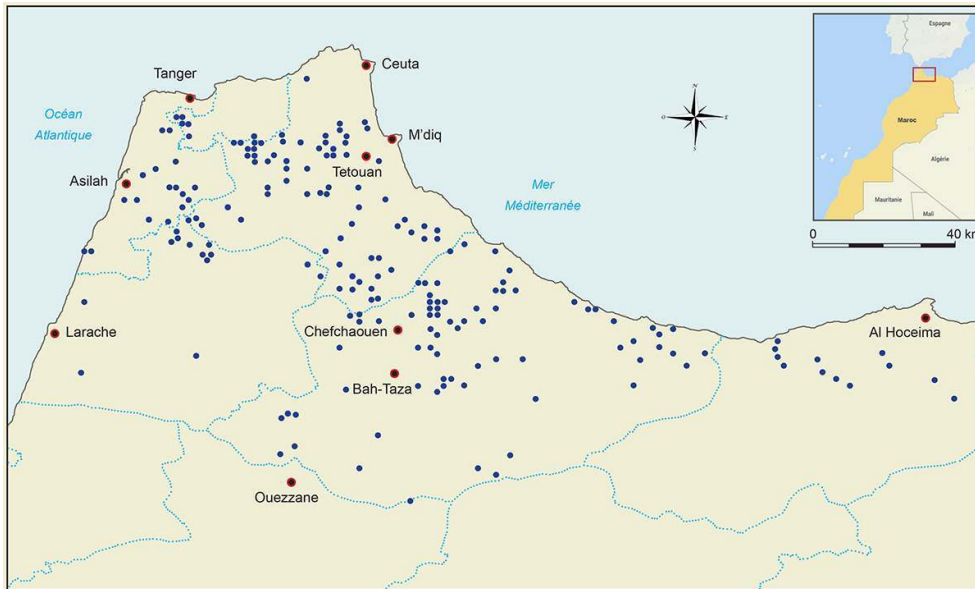 Espagne
Maroc
Algérie
Mauritanie
Mali
0 40 km
N
O E
S
Océan
Atlantique
Mer
Méditerranée
Tanger
Ceuta
M'diq
Tetouan
Asilah
Larache
Chefchaouen
Bah-Taza
Al Hoceima
Ouezzane